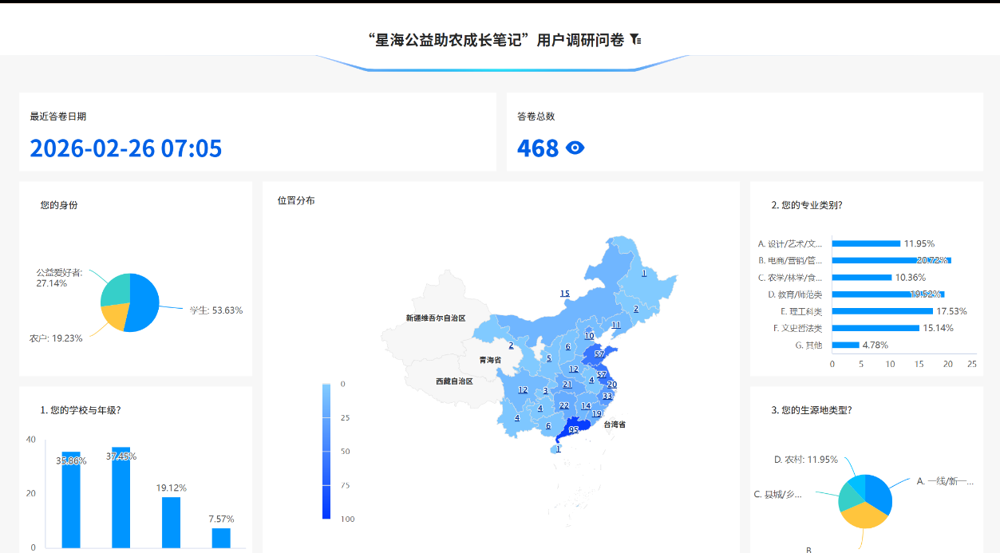 “星海公益助农成长笔记”用户调研问卷
最近答卷日期
2026-02-26 07:05
答卷总数
468
您的身份
公益爱好者:
27.14%
学生: 53.63%
农户: 19.23%
位置分布
1
15
2
新疆维吾尔自治区
11
10
2
6
57
青海省
5
12
57
西藏自治区
4
21
20
12
3
33
22
14
4
19
4
6
95
台湾省
1
0
25
50
75
100
2. 您的专业类别?
A. 设计/艺术/文...
11.95%
B. 电商/营销/管...
20.72%
C. 农学/林学/食...
10.36%
D. 教育/师范类
19.52%
E. 理工科类
17.53%
F. 文史哲法类
15.14%
G. 其他
4.78%
0
5
10
15
20
25
1. 您的学校与年级?
40
35.86%
37.45%
20
19.12%
7.57%
0
3. 您的生源地类型?
D. 农村: 11.95%
A. 一线/新一...
C. 县城/乡...
B.